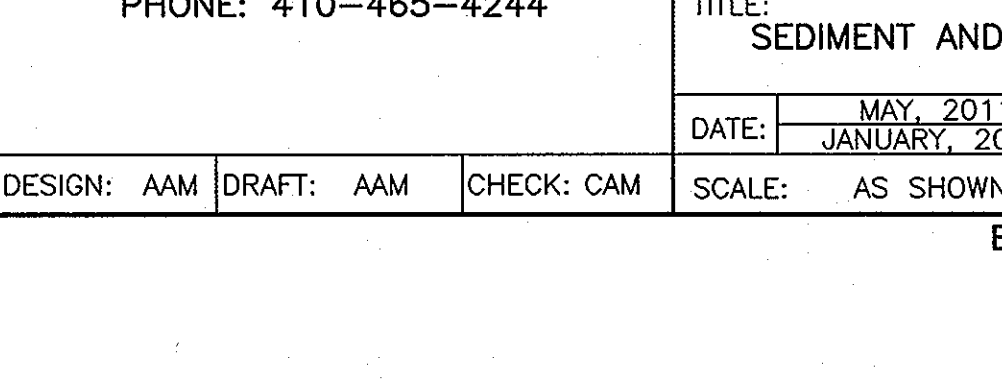 PHONE: 410-465-4244
TITLE:
SEDIMENT AND
DATE: MAY, 201
JANUARY, 20
DESIGN: AAM DRAFT: AAM CHECK: CAM SCALE: AS SHOWN